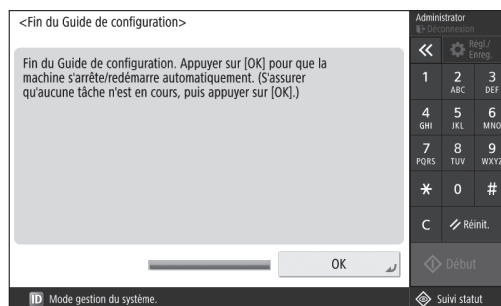 <Fin du Guide de configuration>
Fin du Guide de configuration. Appuyer sur [OK] pour que la
machine s'arrête/redémarre automatiquement. (S'assurer
qu'aucune tâche n'est en cours, puis appuyer sur [OK].)
OK
ID Mode gestion du système.
Administrator
Déconnexion
Régl./
Enreg.
1 2 3
ABC DEF
4 5 6
GHI JKL MNO
7 8 9
PQRS TUV WXYZ
* 0 #
C Réinit.
Début
Suivi statut